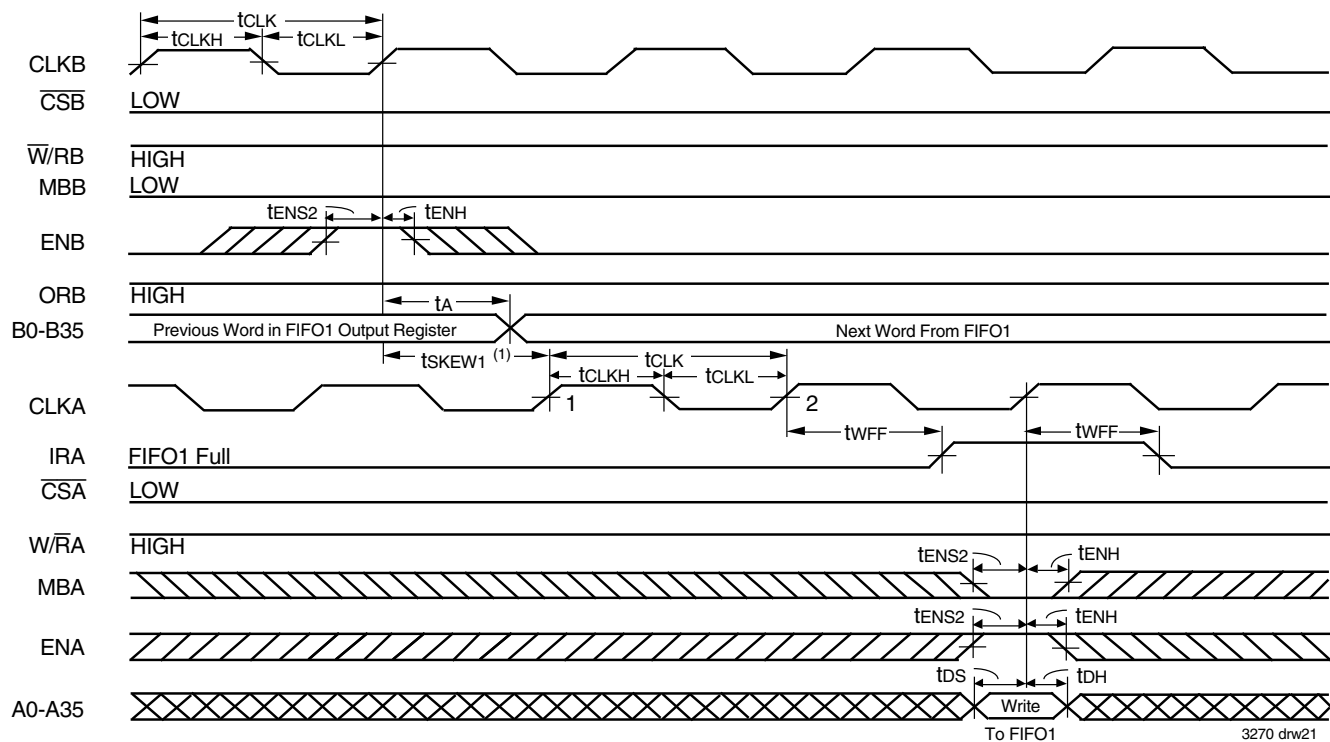 tCLK
tCLKH tCLKL
CLKB
CSB LOW
W/RB HIGH
MBB LOW
tENS2 tENH
ENB
ORB HIGH
tA
B0-B35 Previous Word in FIFO1 Output Register Next Word From FIFO1
tSKEW1 (1) tCLK
tCLKH tCLKL
CLKA 1 2
tWFF tWFF
IRA FIFO1 Full
CSA LOW
W/RA HIGH
tENS2 tENH
MBA
tENS2 tENH
ENA
tDS tDH
A0-A35 Write
To FIFO1 3270 drw21